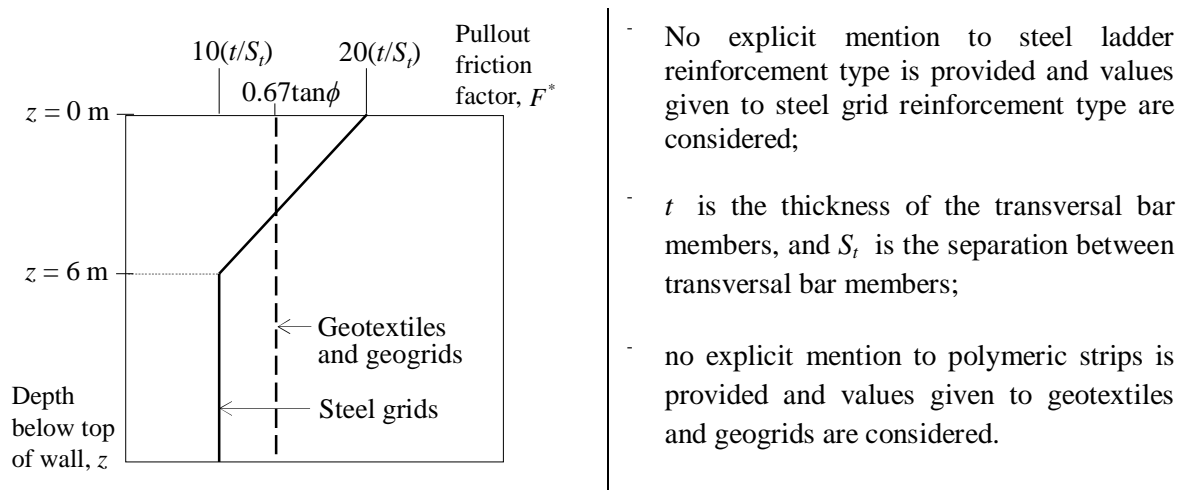 10(t/Sₜ)
20(t/Sₜ)
Pullout
friction
factor, F*
0.67tanϕ
z = 0 m
z = 6 m
Geotextiles
and geogrids
Steel grids
Depth
below top
of wall, z
- No explicit mention to steel ladder
reinforcement type is provided and values
given to steel grid reinforcement type are
considered;
- t is the thickness of the transversal bar
members, and Sₜ is the separation between
transversal bar members;
- no explicit mention to polymeric strips is
provided and values given to geotextiles
and geogrids are considered.